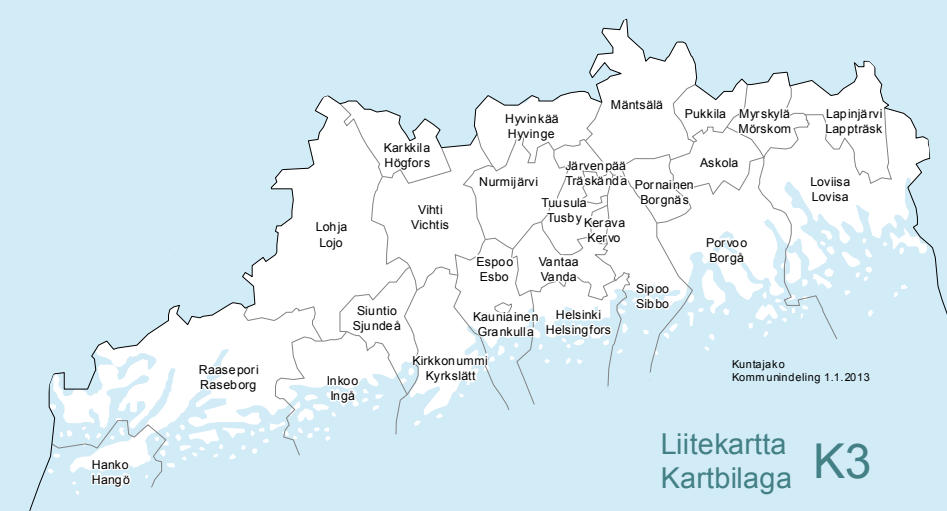 Mäntsälä
Pukkila
Myrskylä
Mörskom
Lapinjärvi
Lappträsk
Hyvinkää
Hyvinge
Karkkila
Högfors
Askola
Järvenpää
Träskända
Nurmijärvi
Pornainen
Borgnäs
Loviisa
Lovisa
Vihti
Vichtis
Tuusula
Tusby
Kerava
Kervo
Lohja
Lojo
Porvoo
Borgå
Espoo
Esbo
Vantaa
Vanda
Sipoo
Sibbo
Siuntio
Sjundeå
Kauniainen
Grankulla
Helsinki
Helsingfors
Kirkkonummi
Kyrkslätt
Raasepori
Raseborg
Inkoo
Ingå
Kuntajako
Kommunindeling 1.1.2013
Hanko
Hangö
Liitekartta
Kartbilaga
K3